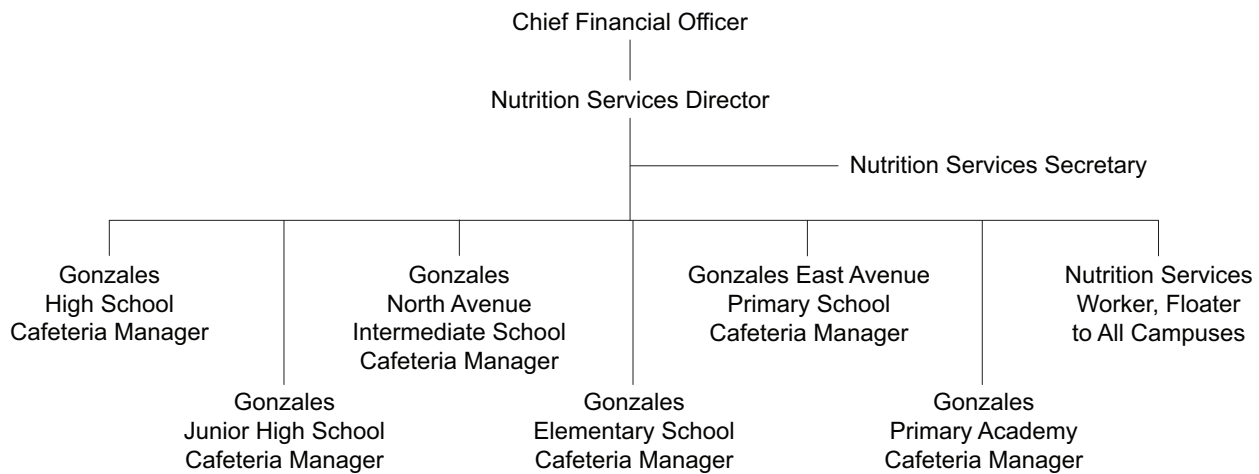 Chief Financial Officer
Nutrition Services Director
Nutrition Services Secretary
Gonzales
High School
Cafeteria Manager
Gonzales
Junior High School
Cafeteria Manager
Gonzales
North Avenue
Intermediate School
Cafeteria Manager
Gonzales
Elementary School
Cafeteria Manager
Gonzales East Avenue
Primary School
Cafeteria Manager
Gonzales
Primary Academy
Cafeteria Manager
Nutrition Services
Worker, Floater
to All Campuses